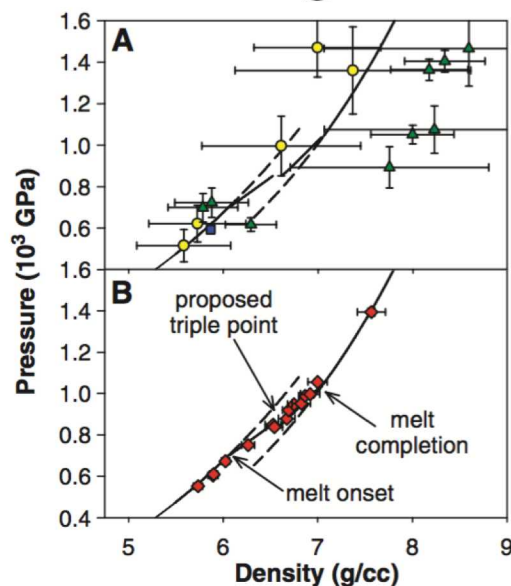 Pressure (10³ GPa)
1.6
A
1.4
1.2
1.0
0.8
0.6
1.6
B
proposed
triple point
1.4
1.2
1.0
melt
completion
0.8
0.6
melt onset
0.4
5 6 7 8 9
Density (g/cc)